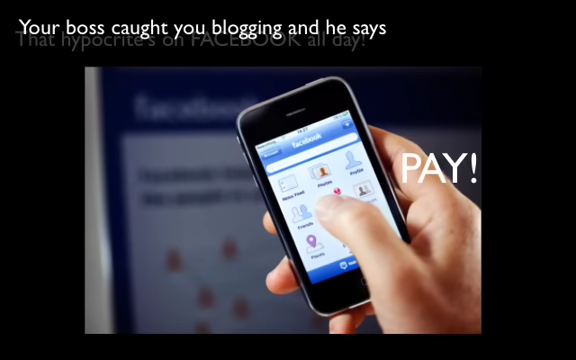 Your boss caught you blogging and he says
That hypocrite's on FACEBOOK all day!
facebook
facebook
PAY!
News Feed
Photos
Profile
Friends
Places